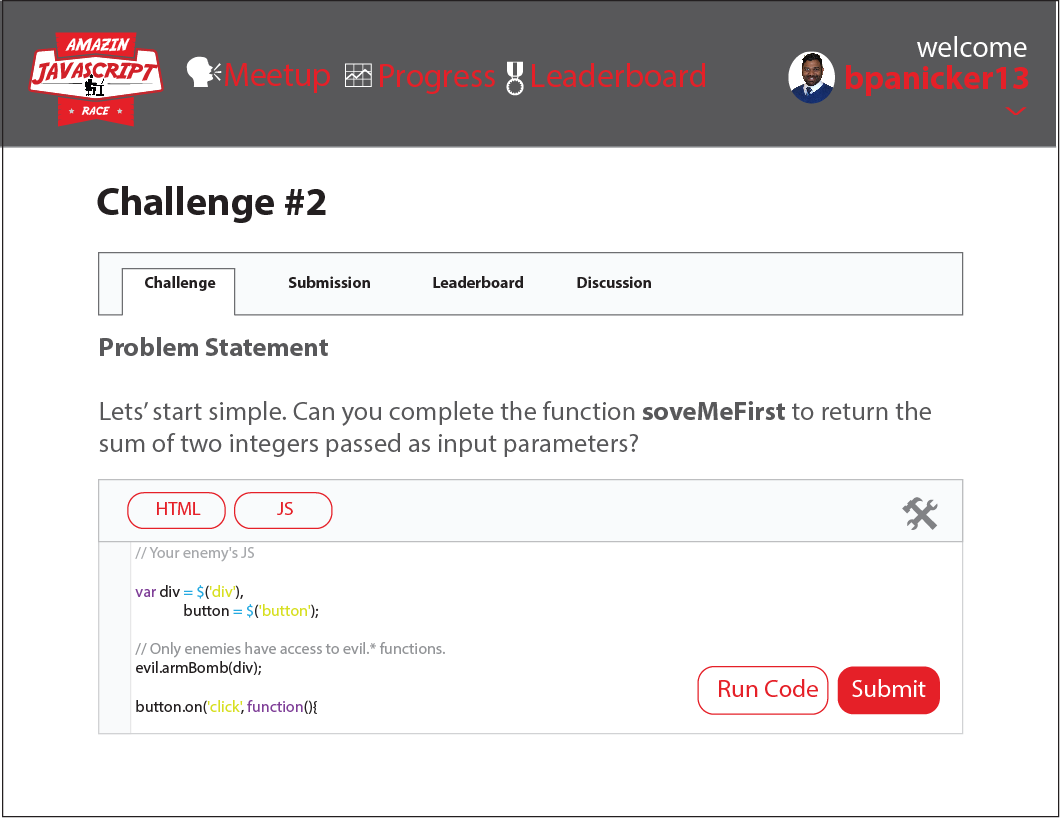 AMAZIN
JAVASCRIPT
RACE
Meetup Progress Leaderboard
welcome
bpanicker13
Challenge #2
Challenge Submission Leaderboard Discussion
Problem Statement
Lets’ start simple. Can you complete the function soveMeFirst to return the
sum of two integers passed as input parameters?
HTML JS
// Your enemy's JS
var div = $('div'),
button = $('button');
// Only enemies have access to evil.* functions.
evil.armBomb(div);
button.on('click', function(){
Run Code Submit